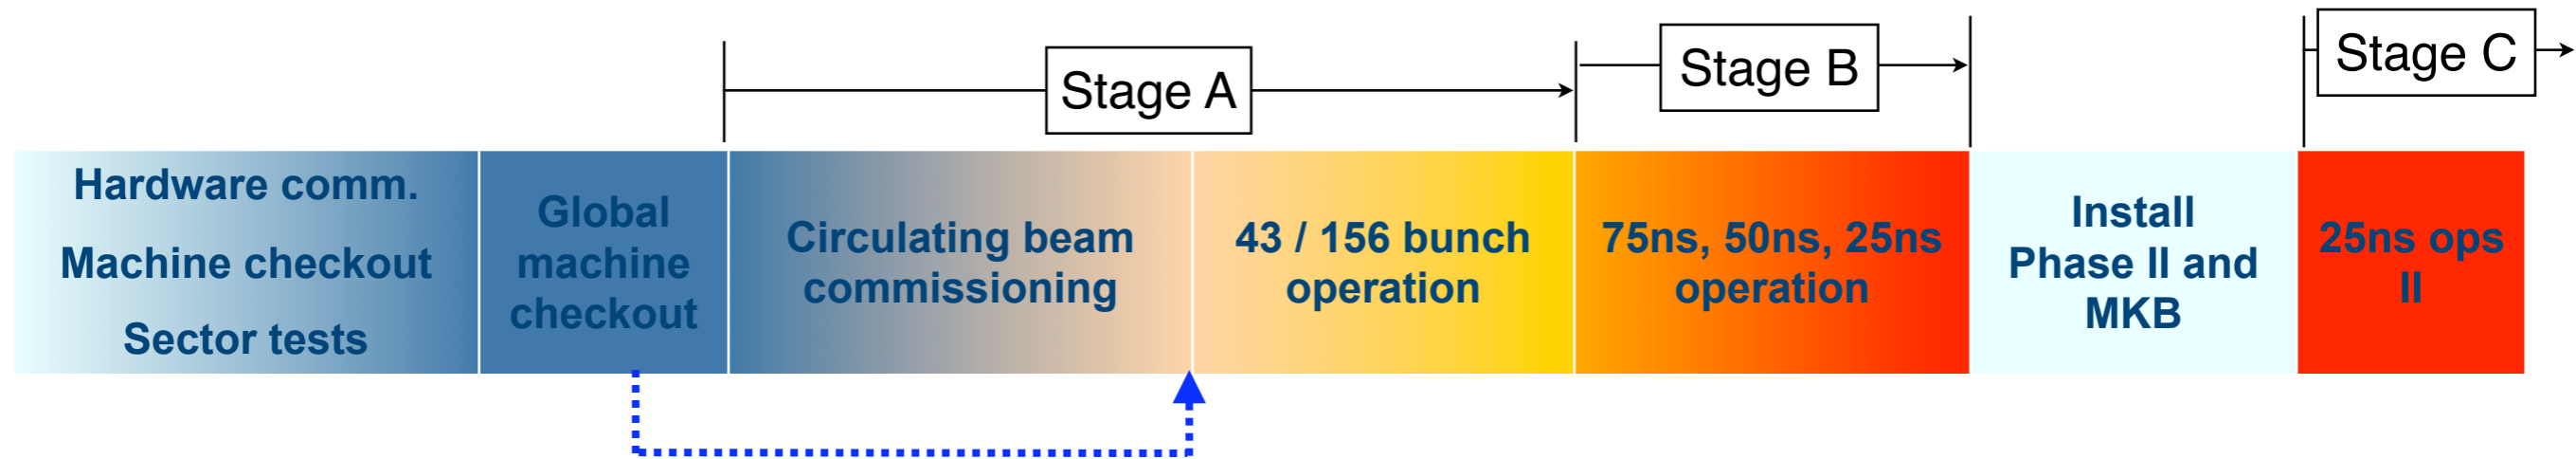 Stage A
Stage B
Stage C
Hardware comm.
Machine checkout
Sector tests
Global
machine
checkout
Circulating beam
commissioning
43 / 156 bunch
operation
75ns, 50ns, 25ns
operation
Install
Phase II and
MKB
25ns ops
II